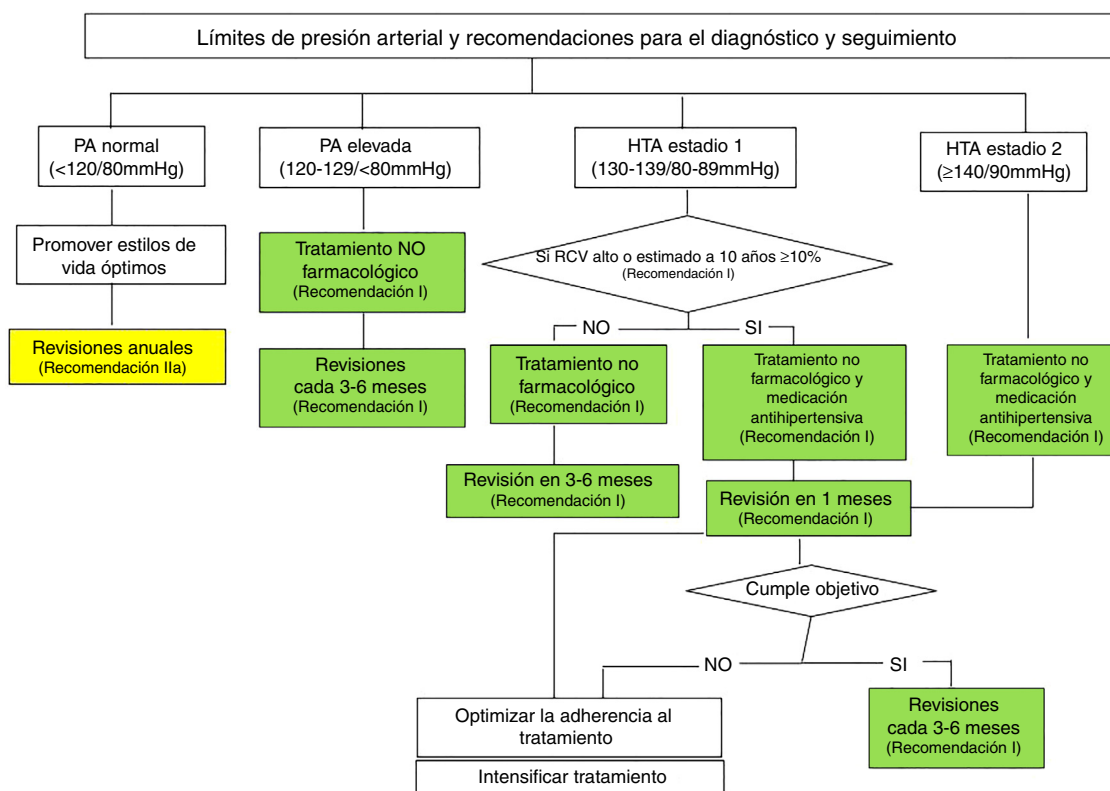 Límites de presión arterial y recomendaciones para el diagnóstico y seguimiento
PA normal
(<120/80mmHg)
PA elevada
(120-129/<80mmHg)
HTA estadio 1
(130-139/80-89mmHg)
HTA estadio 2
(≥140/90mmHg)
Promover estilos de
vida óptimos
Tratamiento NO
farmacológico
(Recomendación I)
Si RCV alto o estimado a 10 años ≥10%
(Recomendación I)
NO
SI
Revisiones anuales
(Recomendación IIa)
Revisiones
cada 3-6 meses
(Recomendación I)
Tratamiento no
farmacológico
(Recomendación I)
Tratamiento no
farmacológico y
medicación
antihipertensiva
(Recomendación I)
Tratamiento no
farmacológico y
medicación
antihipertensiva
(Recomendación I)
Revisión en 3-6 meses
(Recomendación I)
Revisión en 1 meses
(Recomendación I)
Cumple objetivo
NO
SI
Optimizar la adherencia al
tratamiento
Intensificar tratamiento
Revisiones
cada 3-6 meses
(Recomendación I)